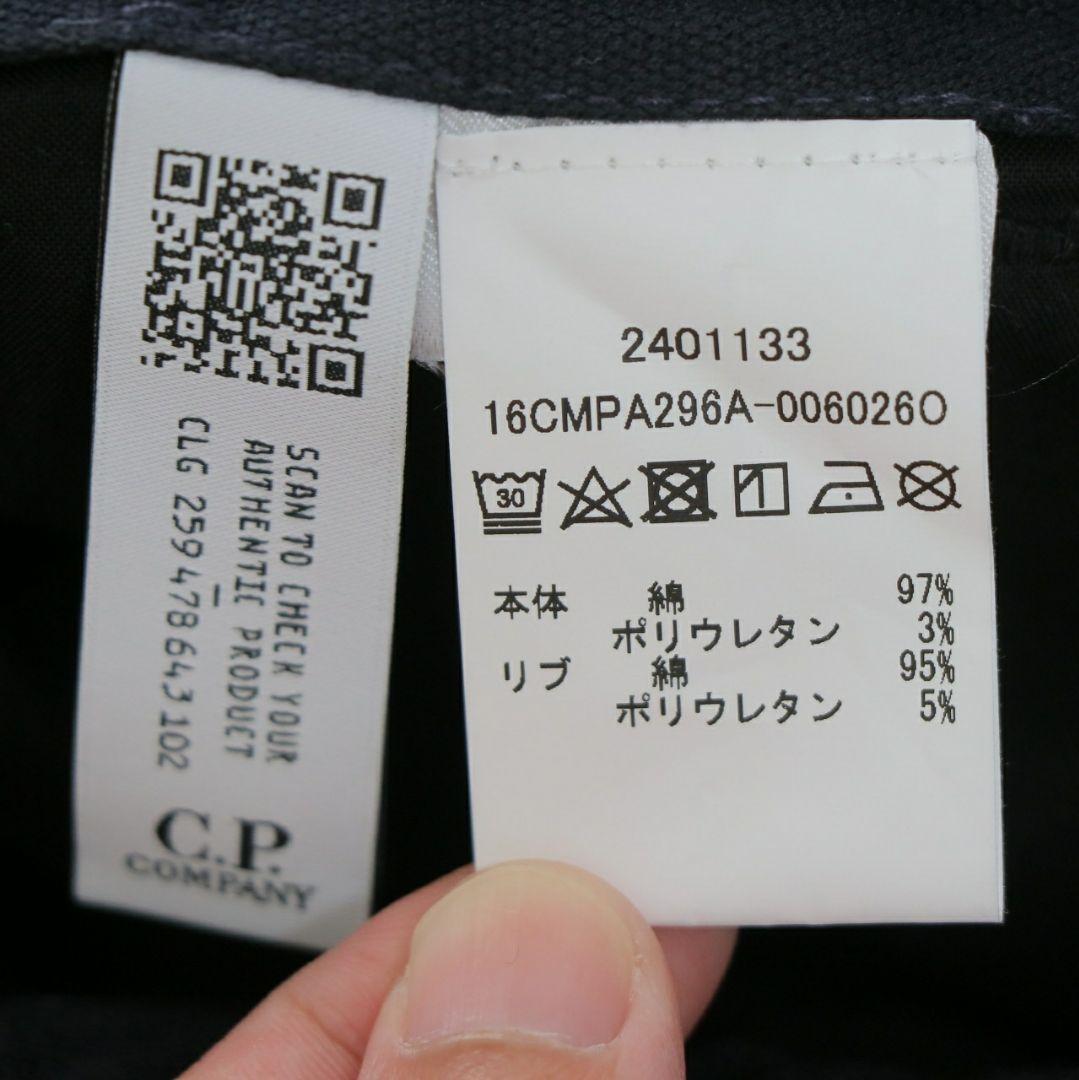 SCAN TO CHECK YOUR
AUTHENTIC PRODUCT
CLG 259478643102
C.P.
COMPANY
2401133
16CMPA296A-006026O
30
本体 綿 97%
ポリウレタン 3%
リブ 綿 95%
ポリウレタン 5%